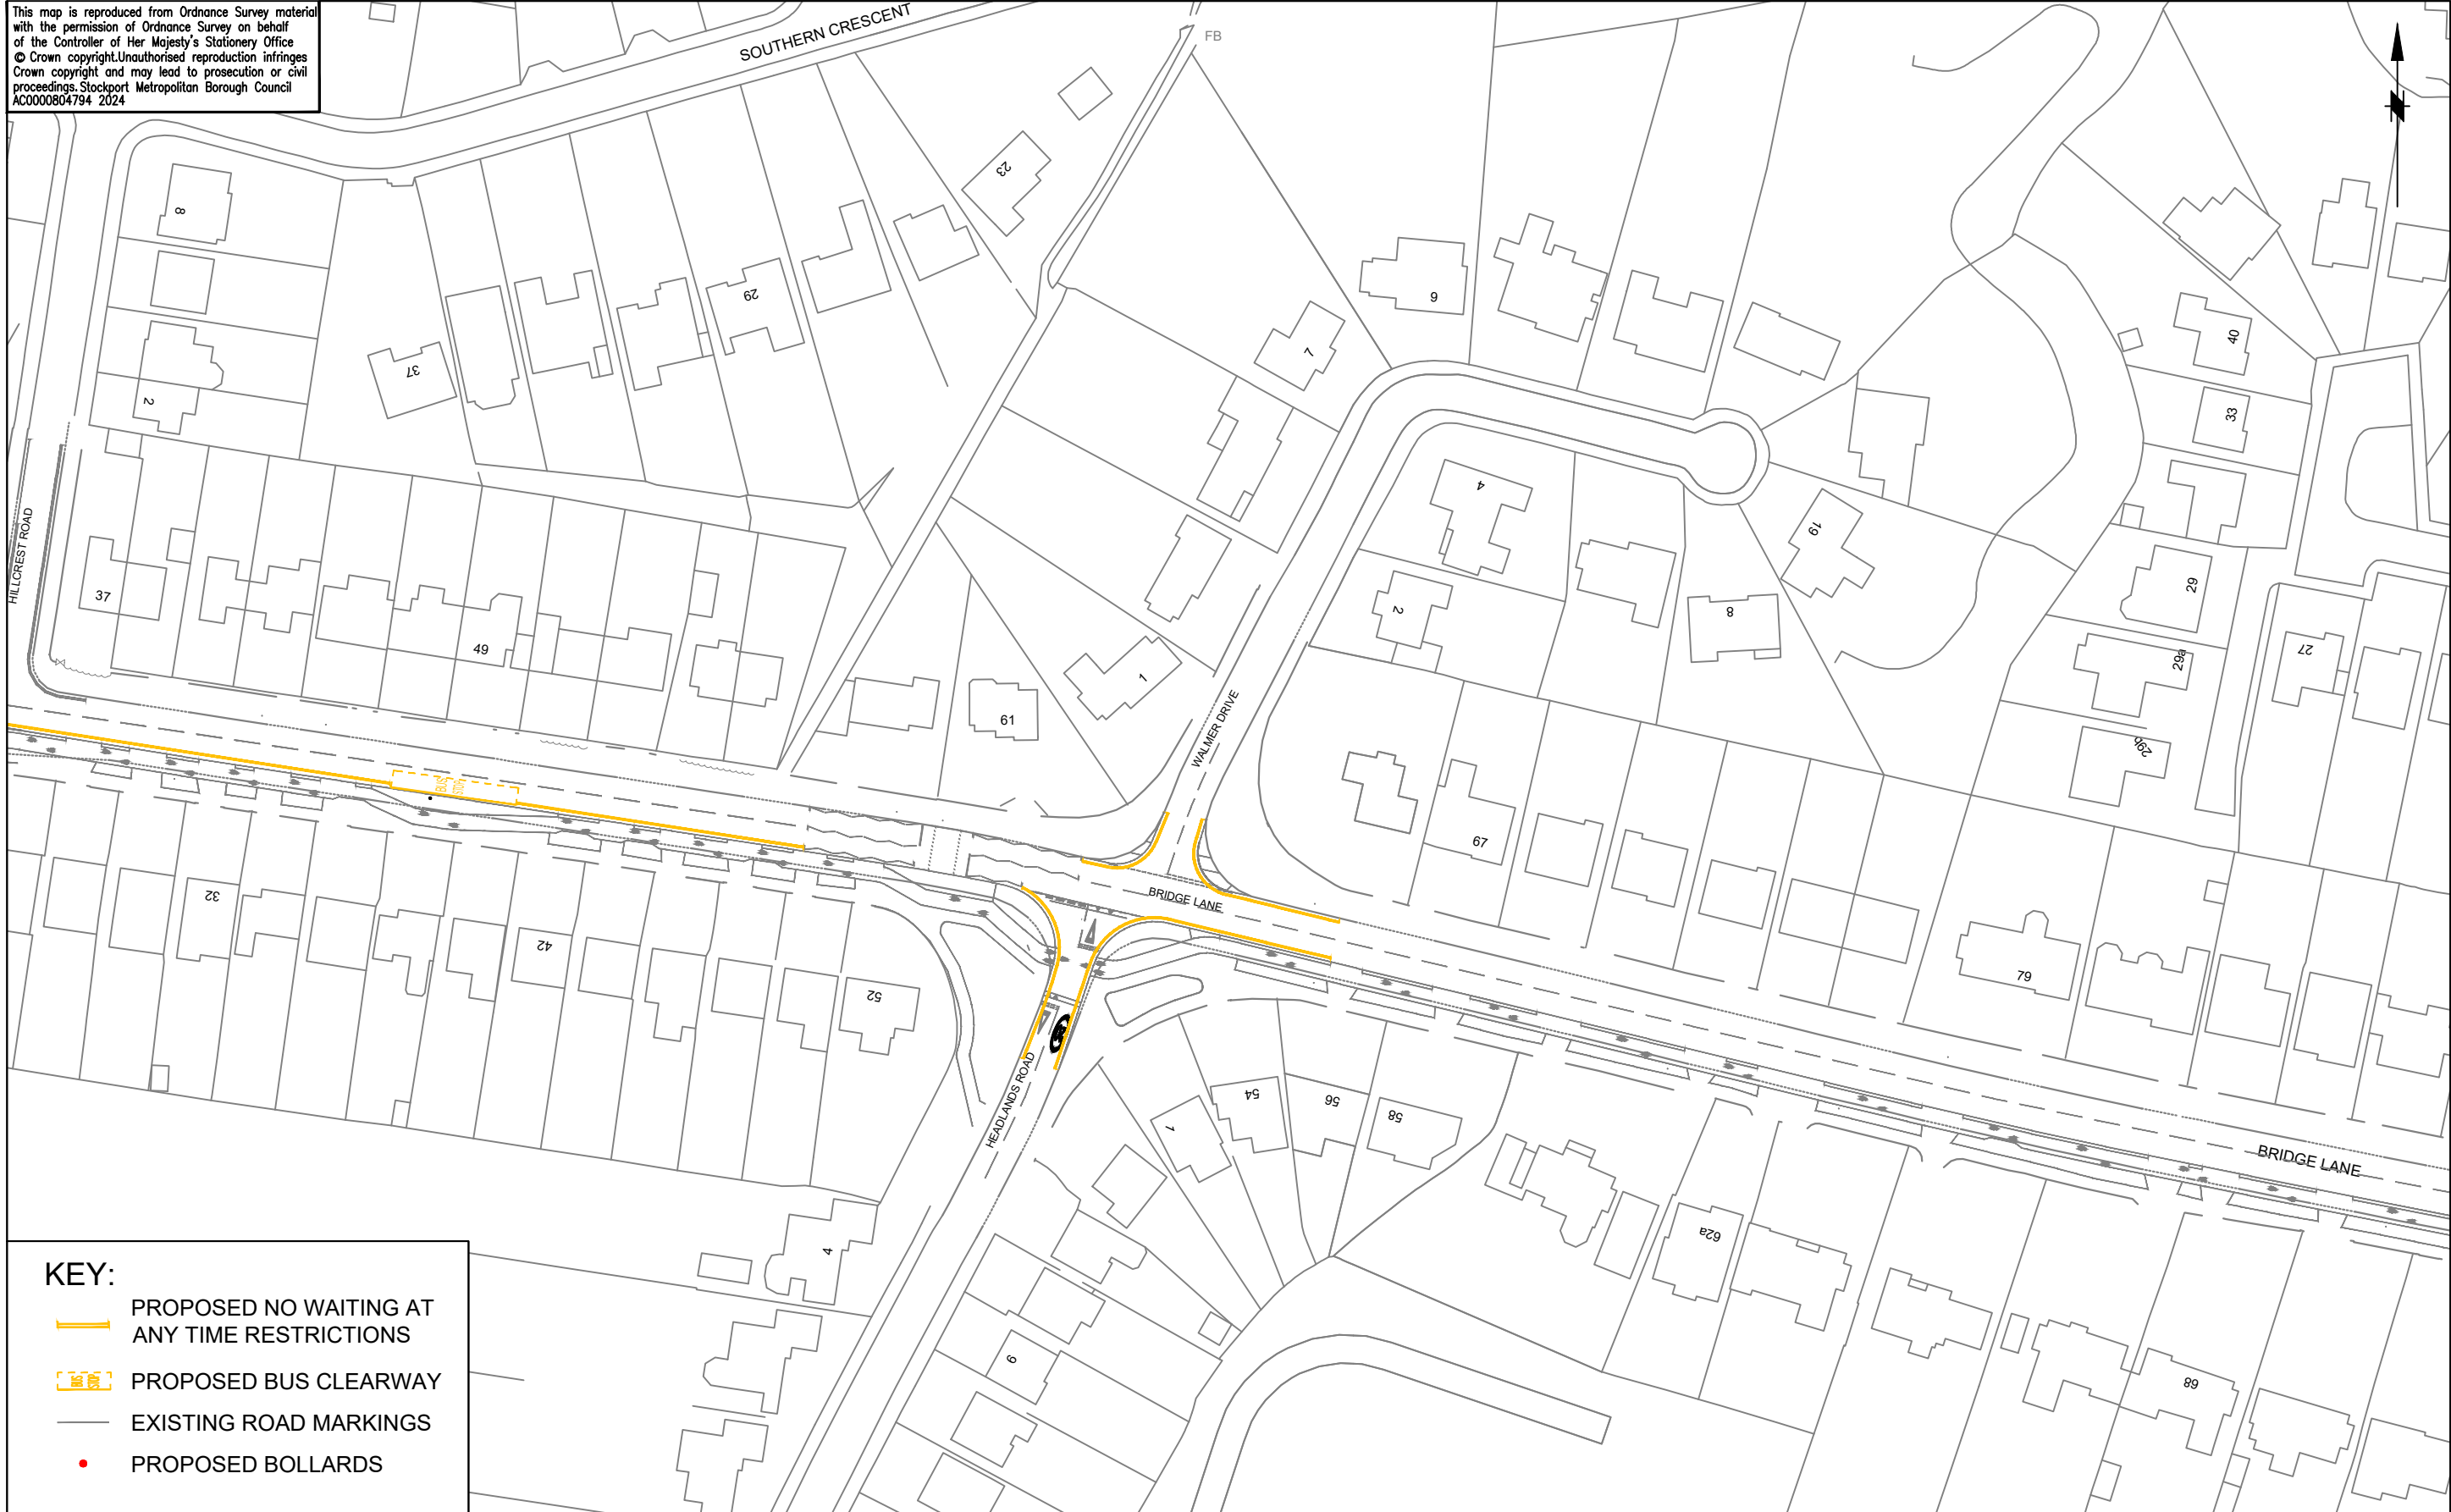 This map is reproduced from Ordnance Survey material
with the permission of Ordnance Survey on behalf
of the Controller of Her Majesty's Stationery Office
© Crown copyright.Unauthorised reproduction infringes
Crown copyright and may lead to prosecution or civil
proceedings. Stockport Metropolitan Borough Council
AC0000804794 2024
SOUTHERN CRESCENT
FB
N
23
8
29
6
7
37
2
40
33
4
19
HILLCREST ROAD
37
49
2
8
29
29a
27
1
61
WALMER DRIVE
29b
BUS
STOP
67
BRIDGE LANE
32
42
52
79
HEADLANDS ROAD
54
56
58
1
BRIDGE LANE
62a
4
9
68
KEY:
PROPOSED NO WAITING AT
ANY TIME RESTRICTIONS
BUS
STOP
PROPOSED BUS CLEARWAY
EXISTING ROAD MARKINGS
PROPOSED BOLLARDS